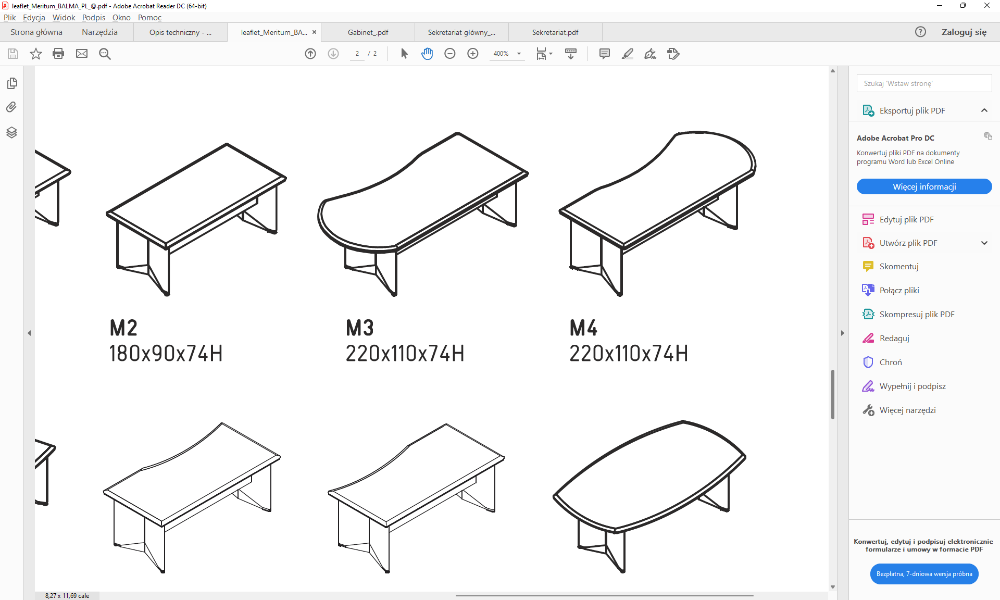 leaflet_Meritum_BALMA_PL_@.pdf - Adobe Acrobat Reader DC (64-bit)
Plik Edycja Widok Podpis Okno Pomoc
Strona główna Narzędzia Opis techniczny - ... leaflet_Meritum_BA... × Gabinet_.pdf Sekretariat główny_... Sekretariat.pdf ? Zaloguj się
2 / 2 400%
Szukaj 'Wstaw stronę'
Eksportuj plik PDF
Adobe Acrobat Pro DC
Konwertuj pliki PDF na dokumenty
programu Word lub Excel Online
Więcej informacji
Edytuj plik PDF
Utwórz plik PDF
Skomentuj
Połącz pliki
Skompresuj plik PDF
Redaguj
Chroń
Wypełnij i podpisz
Więcej narzędzi
Konwertuj, edytuj i podpisuj elektronicznie
formularze i umowy w formacie PDF
Bezpłatna, 7-dniowa wersja próbna
M2
180x90x74H
M3
220x110x74H
M4
220x110x74H
8,27 x 11,69 cale